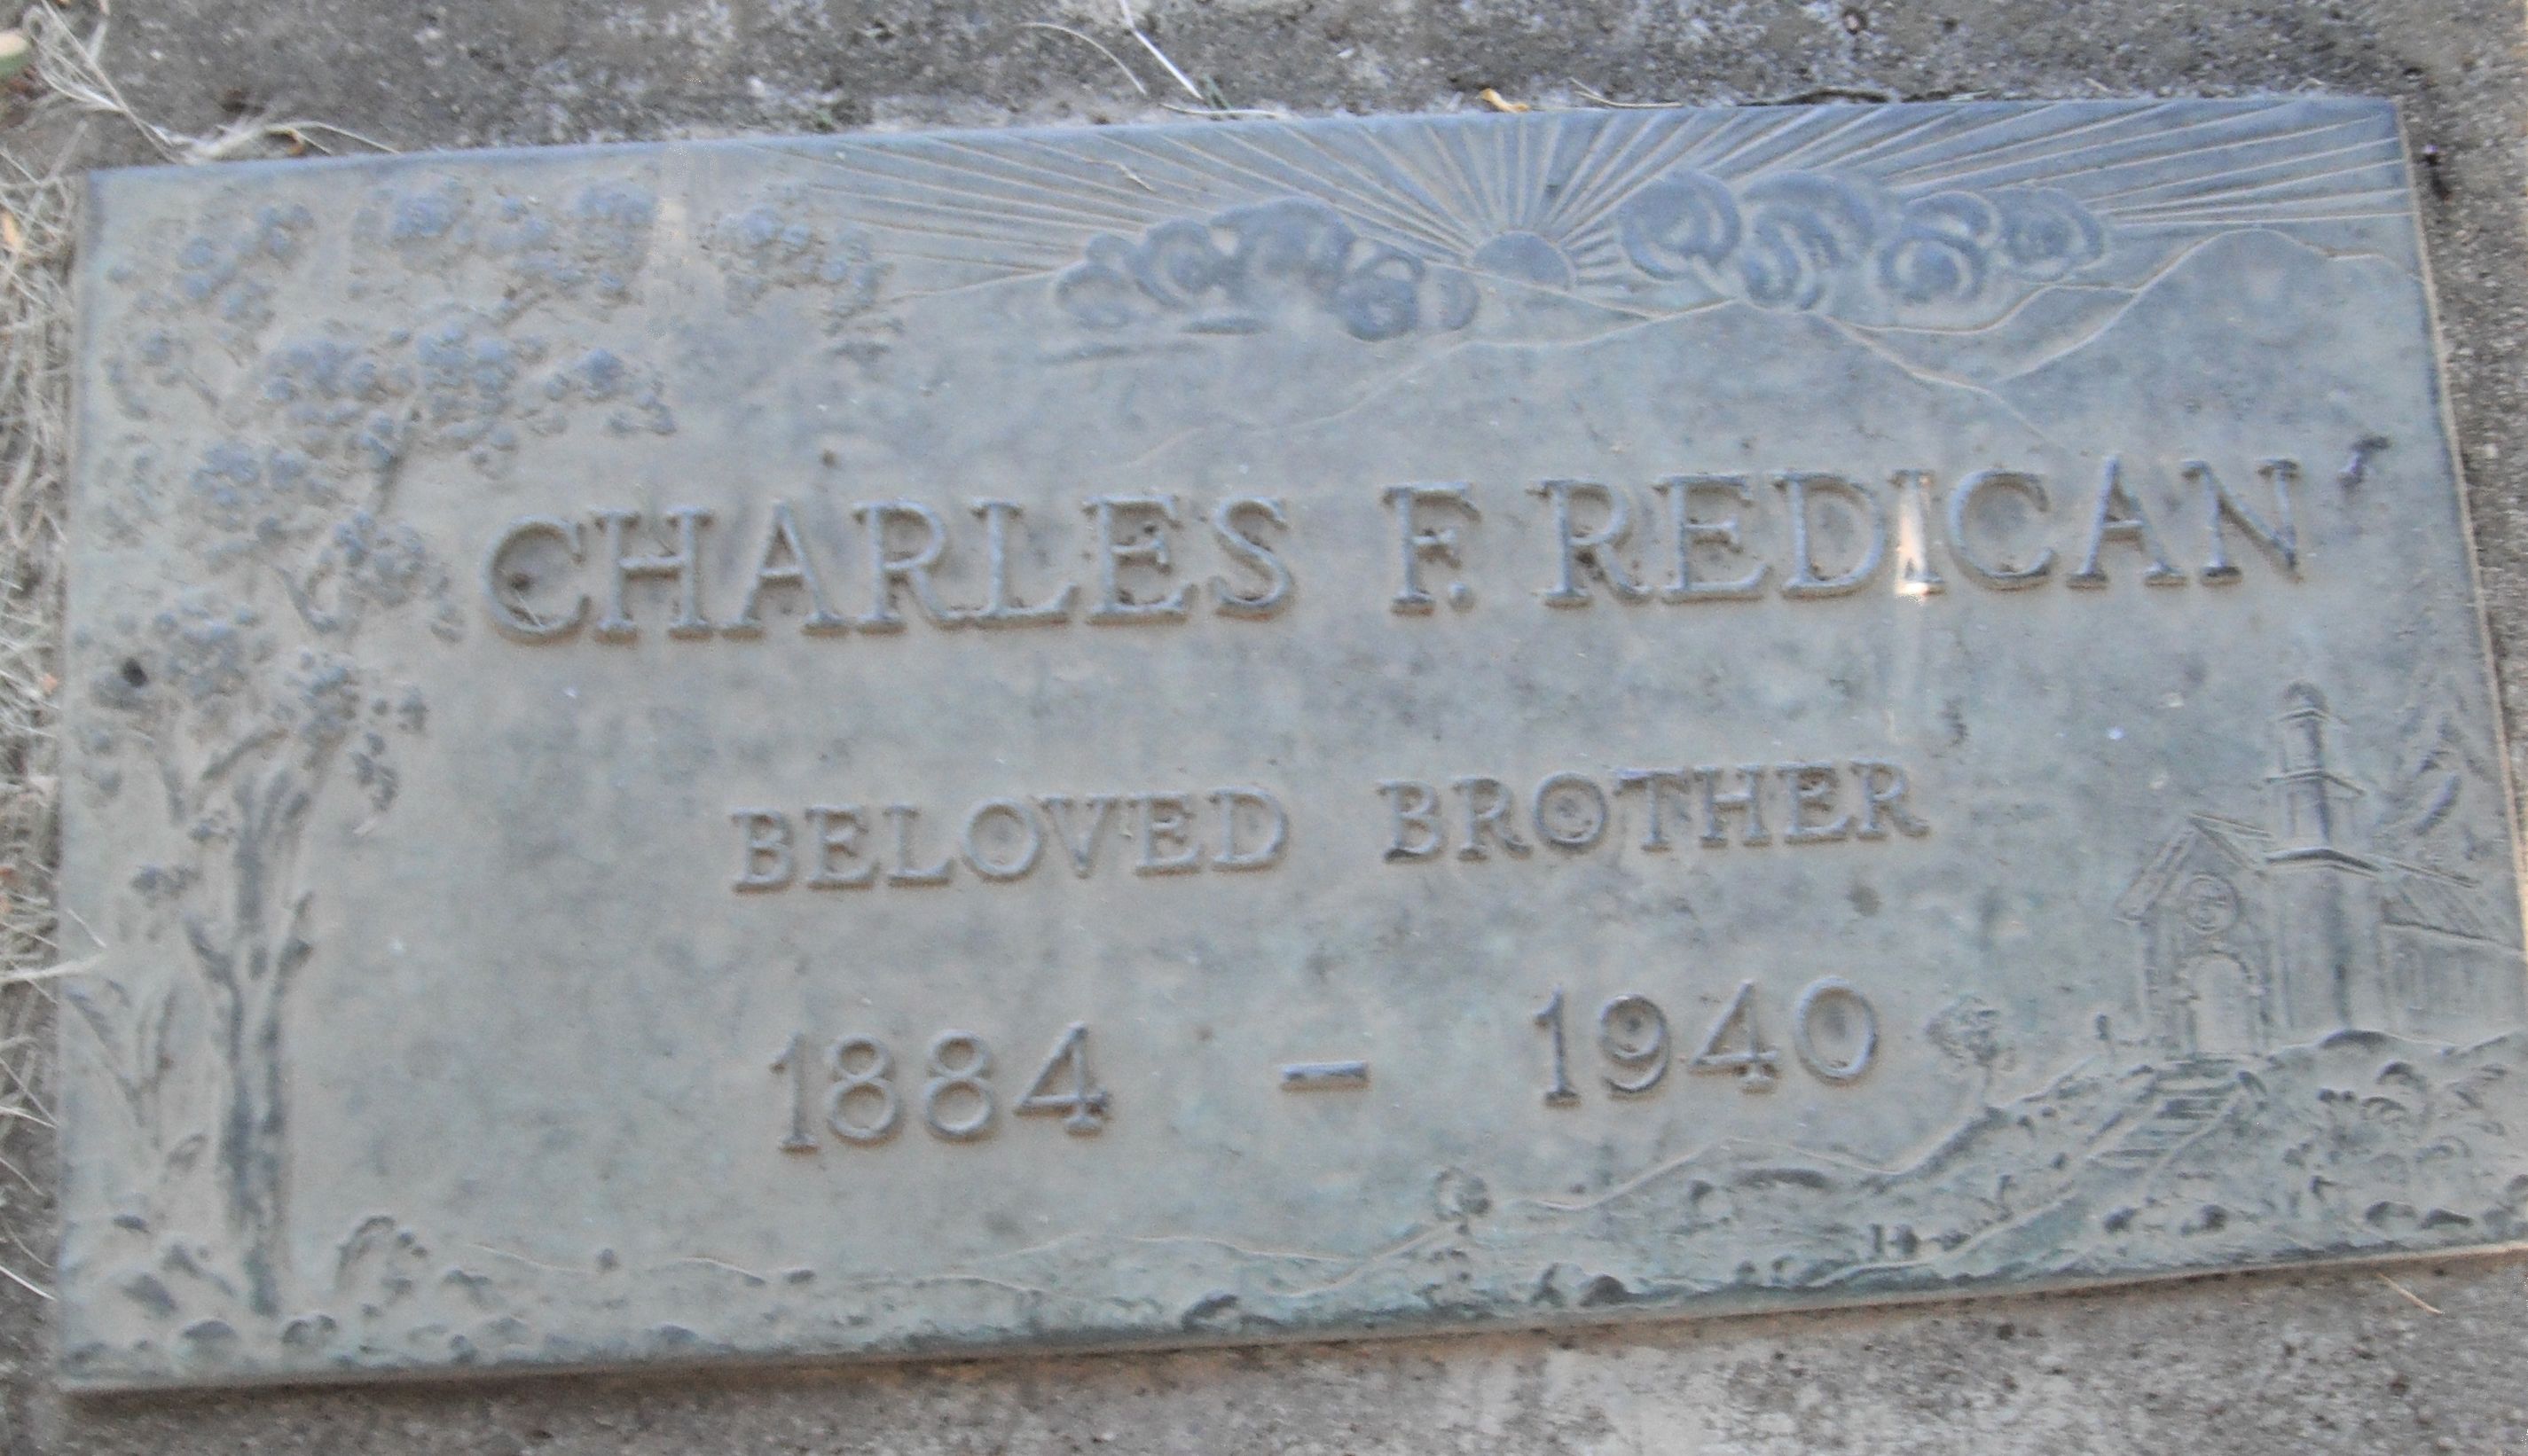 CHARLES F. REDICAN
BELOVED BROTHER
1884 - 1940